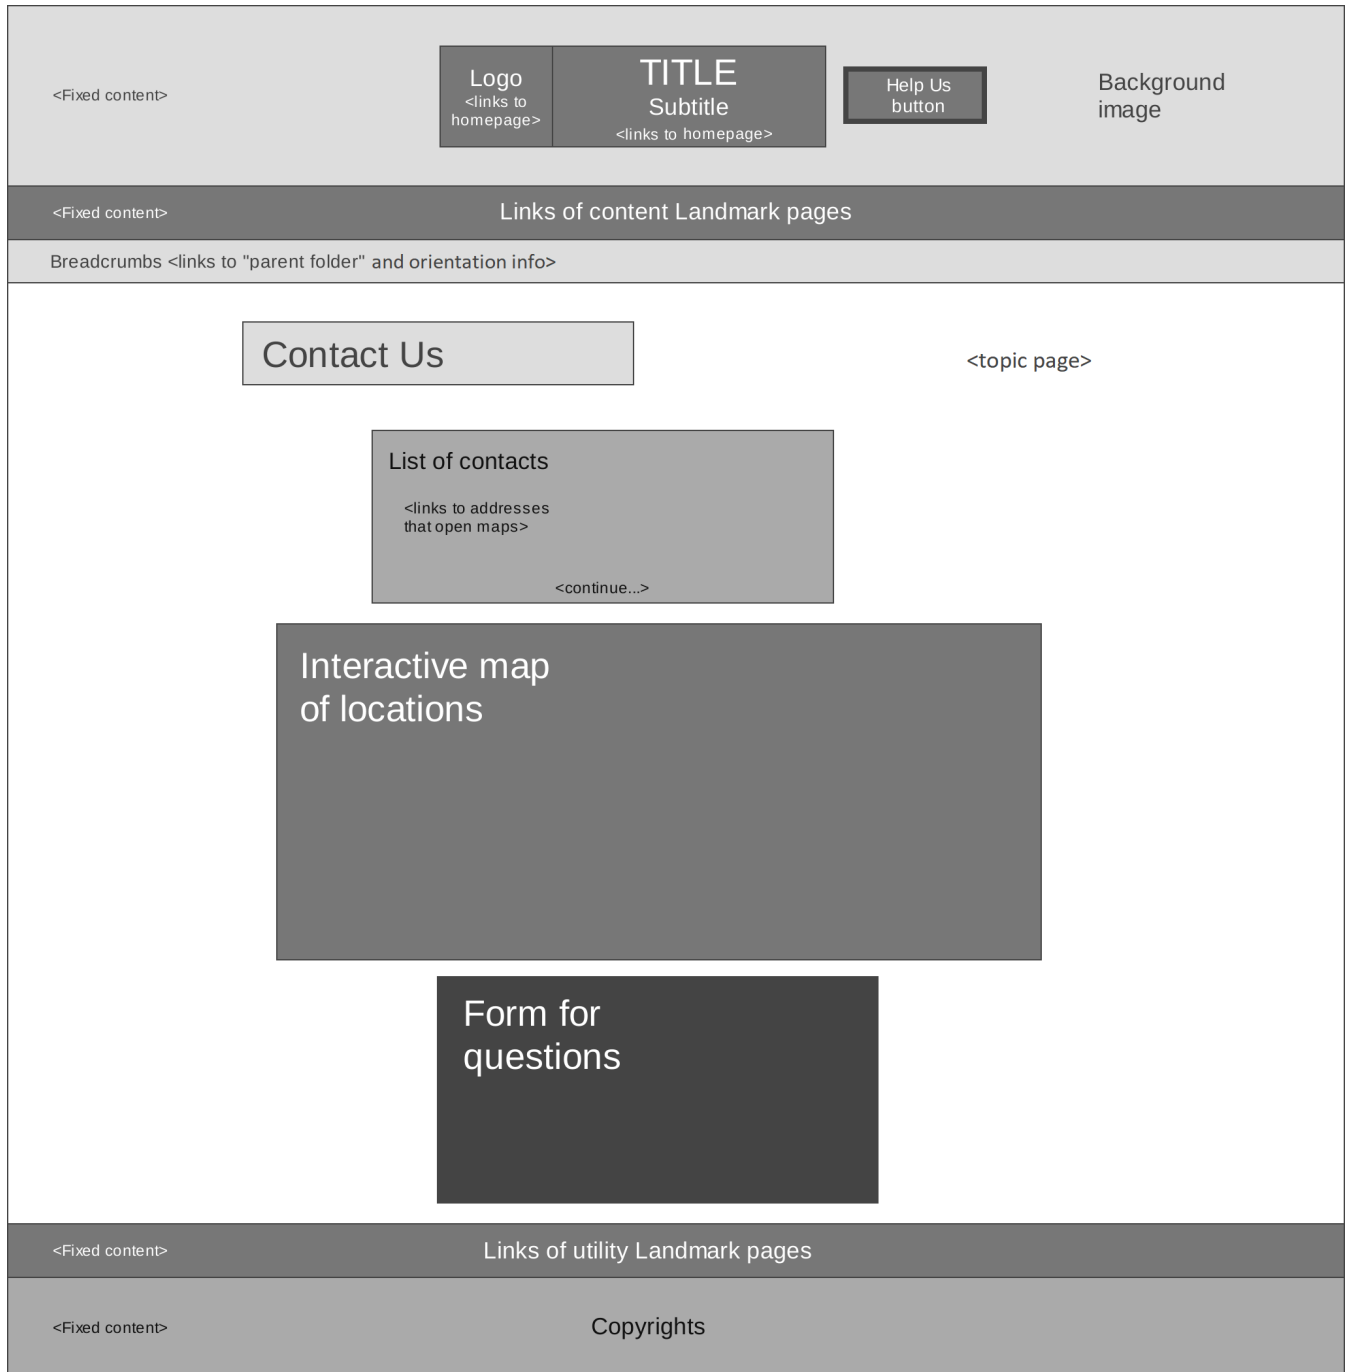 <Fixed content>
Logo
<links to
homepage>
TITLE
Subtitle
<links to homepage>
Help Us
button
Background
image
<Fixed content>
Links of content Landmark pages
Breadcrumbs <links to "parent folder" and orientation info>
Contact Us
<topic page>
List of contacts
<links to addresses
that open maps>
<continue...>
Interactive map
of locations
Form for
questions
<Fixed content>
Links of utility Landmark pages
<Fixed content>
Copyrights